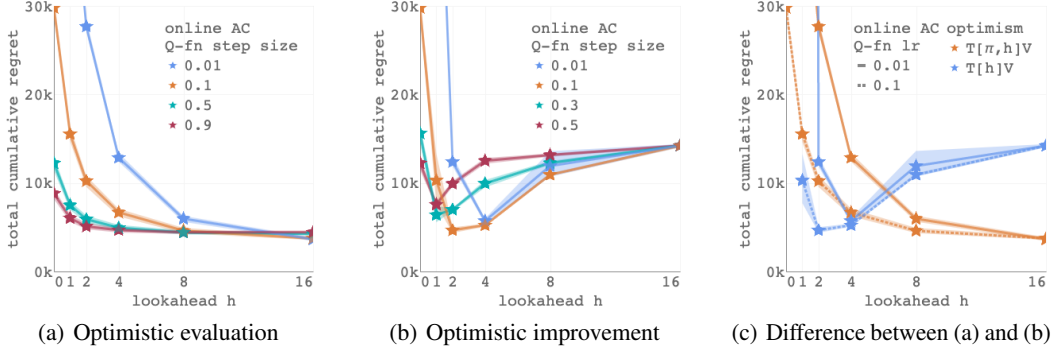 total cumulative regret
30k
20k
10k
0k
online AC
Q-fn step size
0.01
0.1
0.5
0.9
0 1 2 4 8 16
lookahead h
(a) Optimistic evaluation
total cumulative regret
30k
20k
10k
0k
online AC
Q-fn step size
0.01
0.1
0.3
0.5
0 1 2 4 8 16
lookahead h
(b) Optimistic improvement
total cumulative regret
30k
20k
10k
0k
online AC optimism
Q-fn lr T[π,h]V
0.01 T[h]V
0.1
0 1 2 4 8 16
lookahead h
(c) Difference between (a) and (b)